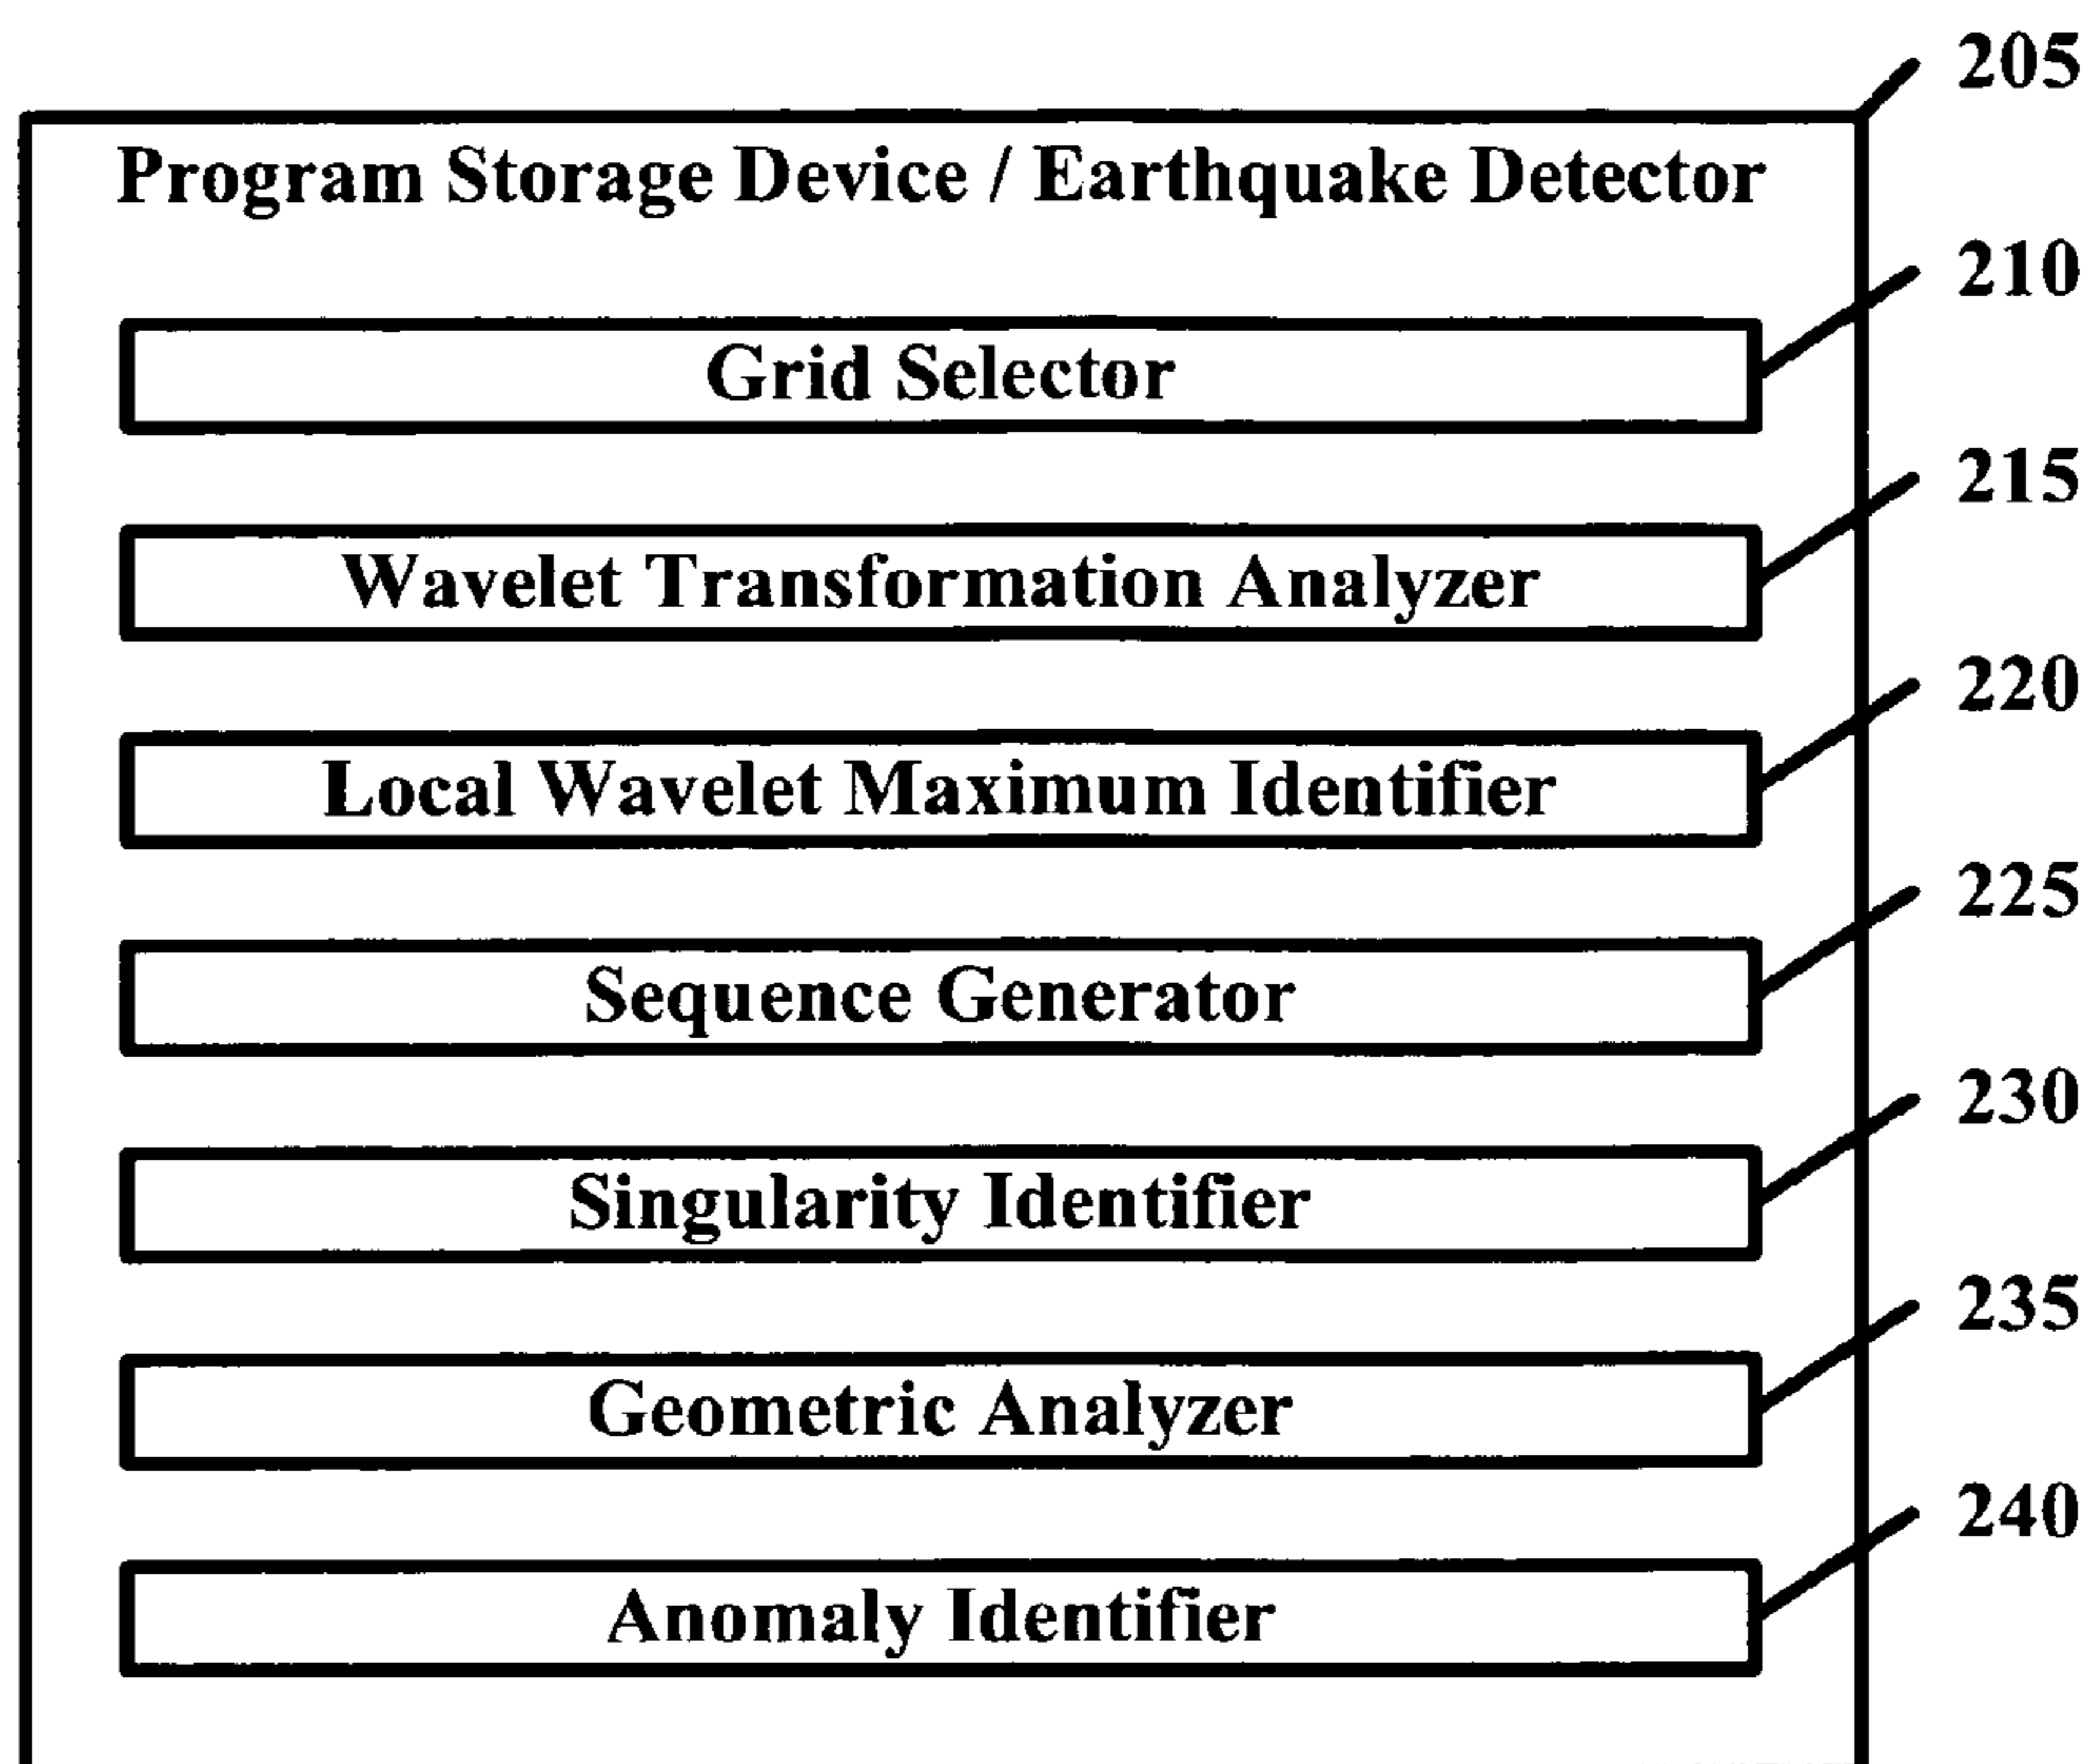 205
Program Storage Device / Earthquake Detector
210
Grid Selector
215
Wavelet Transformation Analyzer
220
Local Wavelet Maximum Identifier
225
Sequence Generator
230
Singularity Identifier
235
Geometric Analyzer
240
Anomaly Identifier